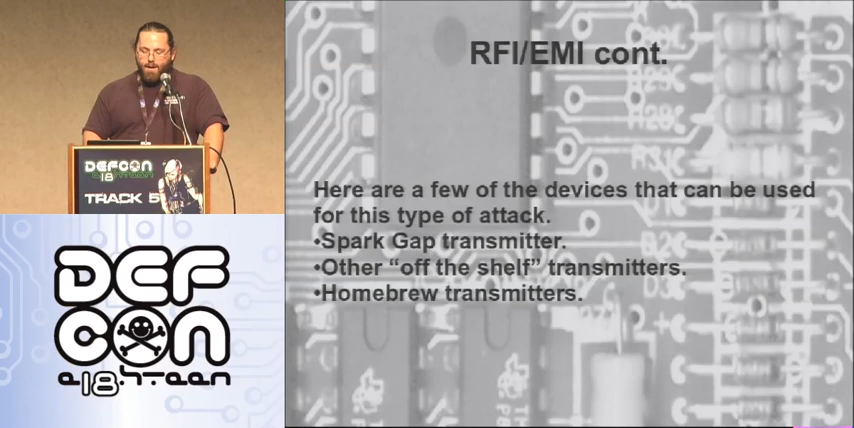 RFI/EMI cont.
DEFCON
18
TRACK 5
Here are a few of the devices that can be used
for this type of attack.
•Spark Gap transmitter.
•Other “off the shelf” transmitters.
•Homebrew transmitters.
DEF
CON
e18hteen